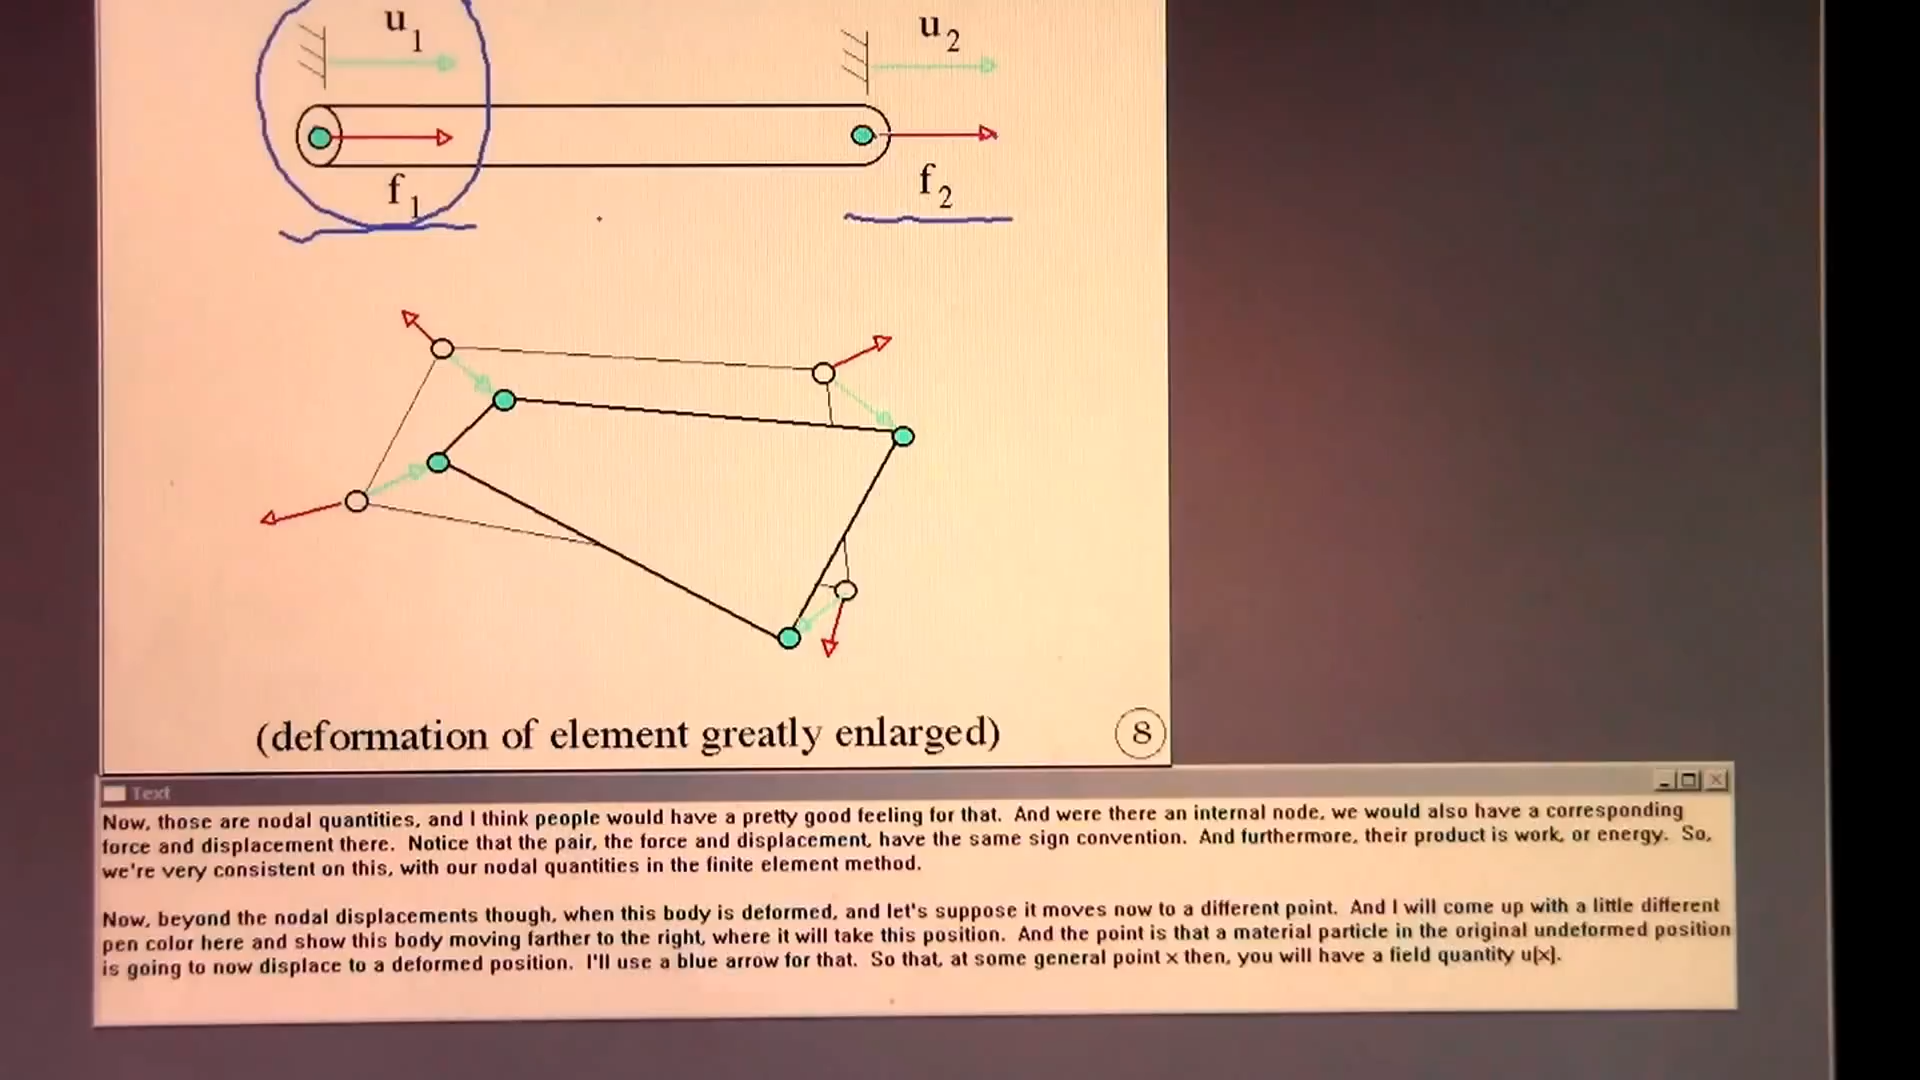 u1
u2
f1
f2
(deformation of element greatly enlarged)
8
Text
Now, those are nodal quantities, and I think people would have a pretty good feeling for that. And were there an internal node, we would also have a corresponding
force and displacement there. Notice that the pair, the force and displacement, have the same sign convention. And furthermore, their product is work, or energy. So,
we're very consistent on this, with our nodal quantities in the finite element method.
Now, beyond the nodal displacements though, when this body is deformed, and let's suppose it moves now to a different point. And I will come up with a little different
pen color here and show this body moving farther to the right, where it will take this position. And the point is that a material particle in the original undeformed position
is going to now displace to a deformed position. I'll use a blue arrow for that. So that, at some general point x then, you will have a field quantity u(x).